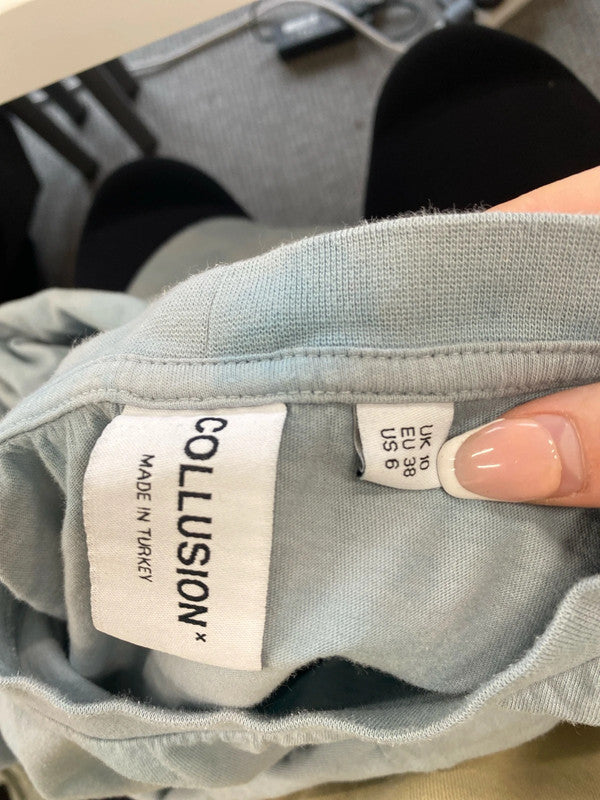 COLLUSION x
MADE IN TURKEY
UK 10
EU 38
US 6